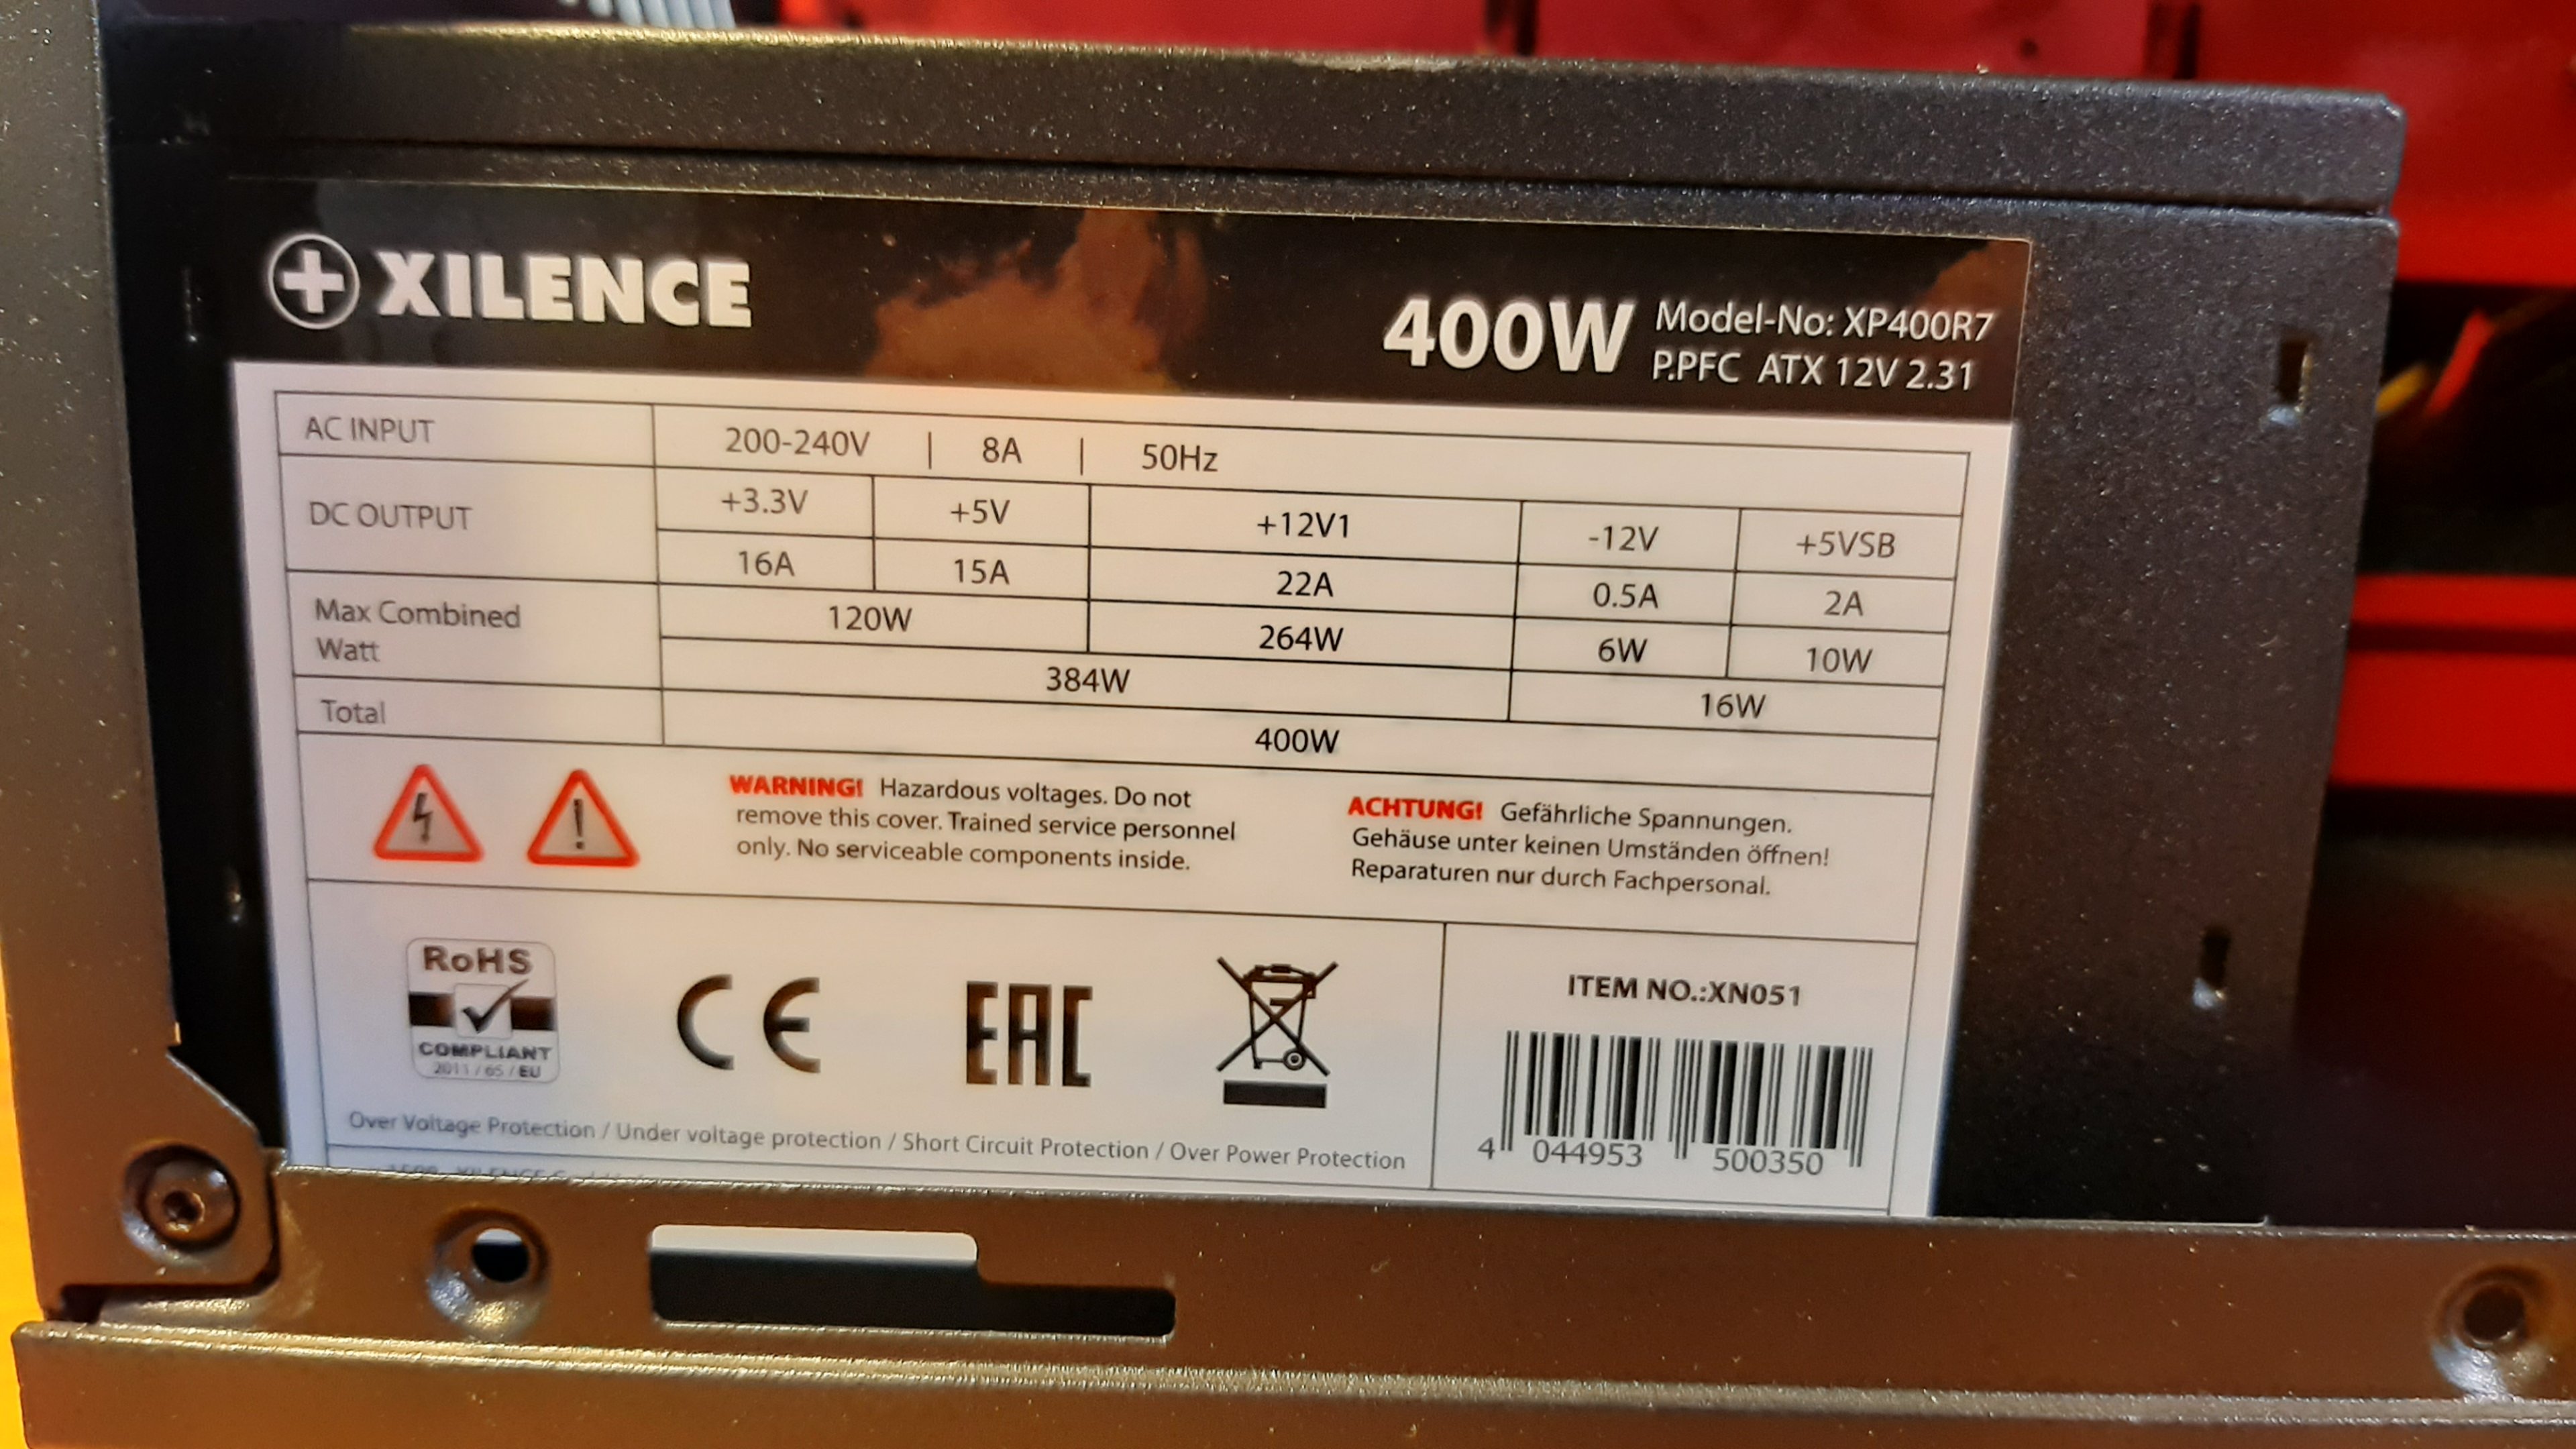 XILENCE
400W Model-No: XP400R7
P.PFC ATX 12V 2.31
AC INPUT 200-240V | 8A | 50Hz
DC OUTPUT +3.3V +5V +12V1 -12V +5VSB
16A 15A 22A 0.5A 2A
Max Combined Watt 120W 264W 6W 10W
384W 16W
Total 400W
WARNING! Hazardous voltages. Do not
remove this cover. Trained service personnel
only. No serviceable components inside.
ACHTUNG! Gefährliche Spannungen.
Gehäuse unter keinen Umständen öffnen!
Reparaturen nur durch Fachpersonal.
RoHS
COMPLIANT
2011 / 65 / EU
CE
EAC
ITEM NO.:XN051
4 044953 500350
Over Voltage Protection / Under voltage protection / Short Circuit Protection / Over Power Protection